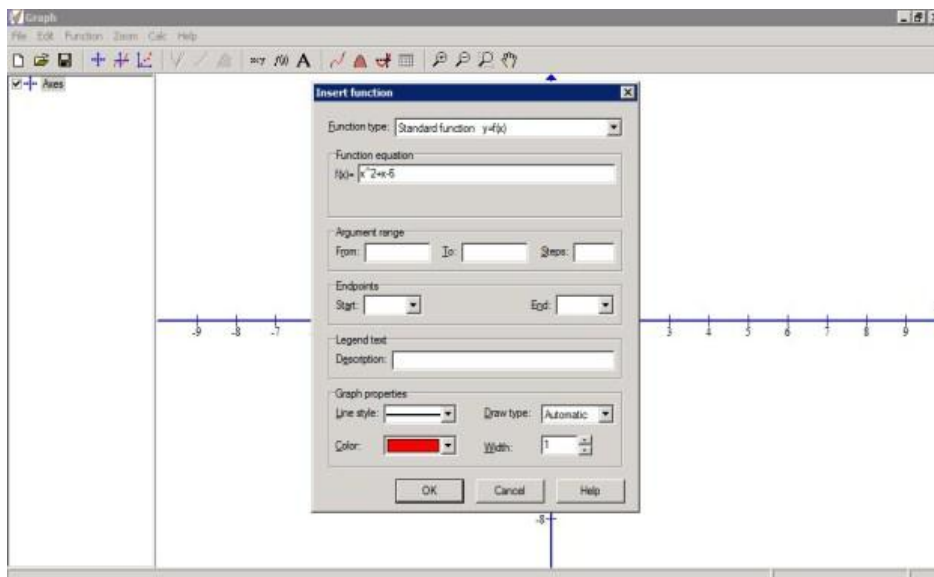 Graph
File Edit Function Zoom Calc Help
Axes
Insert function
Function type: Standard function y=f(x)
Function equation
f(x)= x^2+x-6
Argument range
From: To: Steps:
Endpoints
Start: End:
-9 -8 -7 3 4 5 6 7 8 9
Legend text
Description:
Graph properties
Line style: Draw type: Automatic
Color: Width: 1
OK Cancel Help
-8